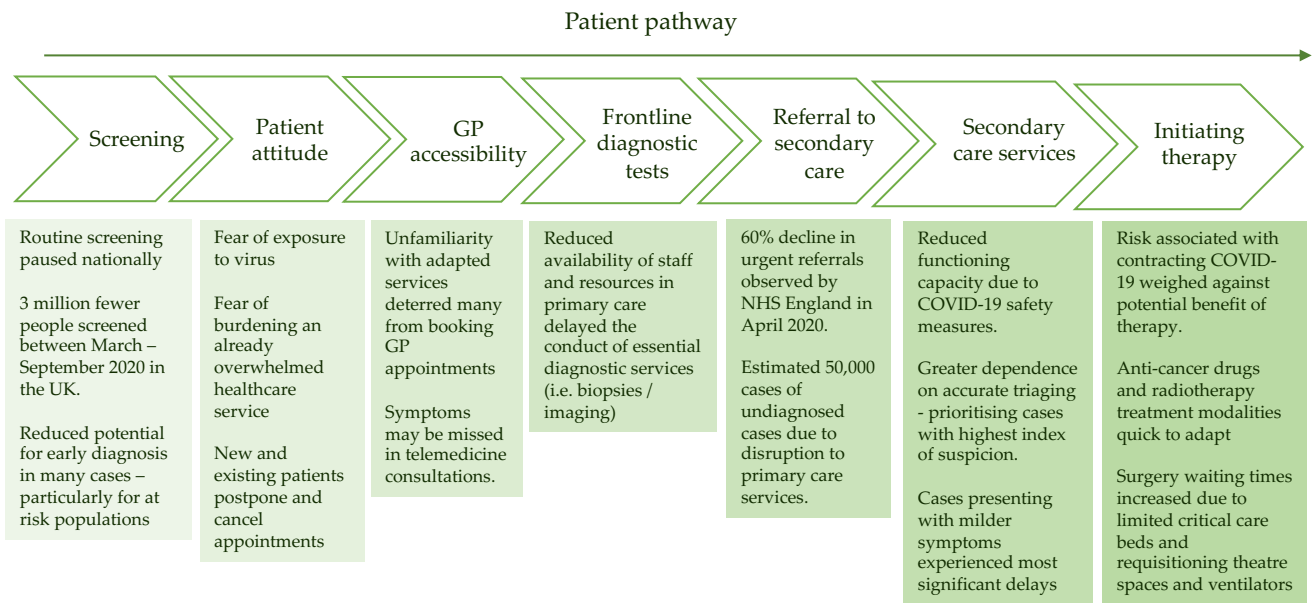 Patient pathway
Screening
Patient
attitude
GP
accessibility
Frontline
diagnostic
tests
Referral to
secondary
care
Secondary
care services
Initiating
therapy
Routine screening
paused nationally
3 million fewer
people screened
between March –
September 2020 in
the UK.
Reduced potential
for early diagnosis
in many cases –
particularly for at
risk populations
Fear of exposure
to virus
Fear of
burdening an
already
overwhelmed
healthcare
service
New and
existing patients
postpone and
cancel
appointments
Unfamiliarity
with adapted
services
deterred many
from booking
GP
appointments
Symptoms
may be missed
in telemedicine
consultations.
Reduced
availability of staff
and resources in
primary care
delayed the
conduct of essential
diagnostic services
(i.e. biopsies /
imaging)
60% decline in
urgent referrals
observed by
NHS England in
April 2020.
Estimated 50,000
cases of
undiagnosed
cases due to
disruption to
primary care
services.
Reduced
functioning
capacity due to
COVID-19 safety
measures.
Greater dependence
on accurate triaging
- prioritising cases
with highest index
of suspicion.
Cases presenting
with milder
symptoms
experienced most
significant delays
Risk associated with
contracting COVID-
19 weighed against
potential benefit of
therapy.
Anti-cancer drugs
and radiotherapy
treatment modalities
quick to adapt
Surgery waiting times
increased due to
limited critical care
beds and
requisitioning theatre
spaces and ventilators